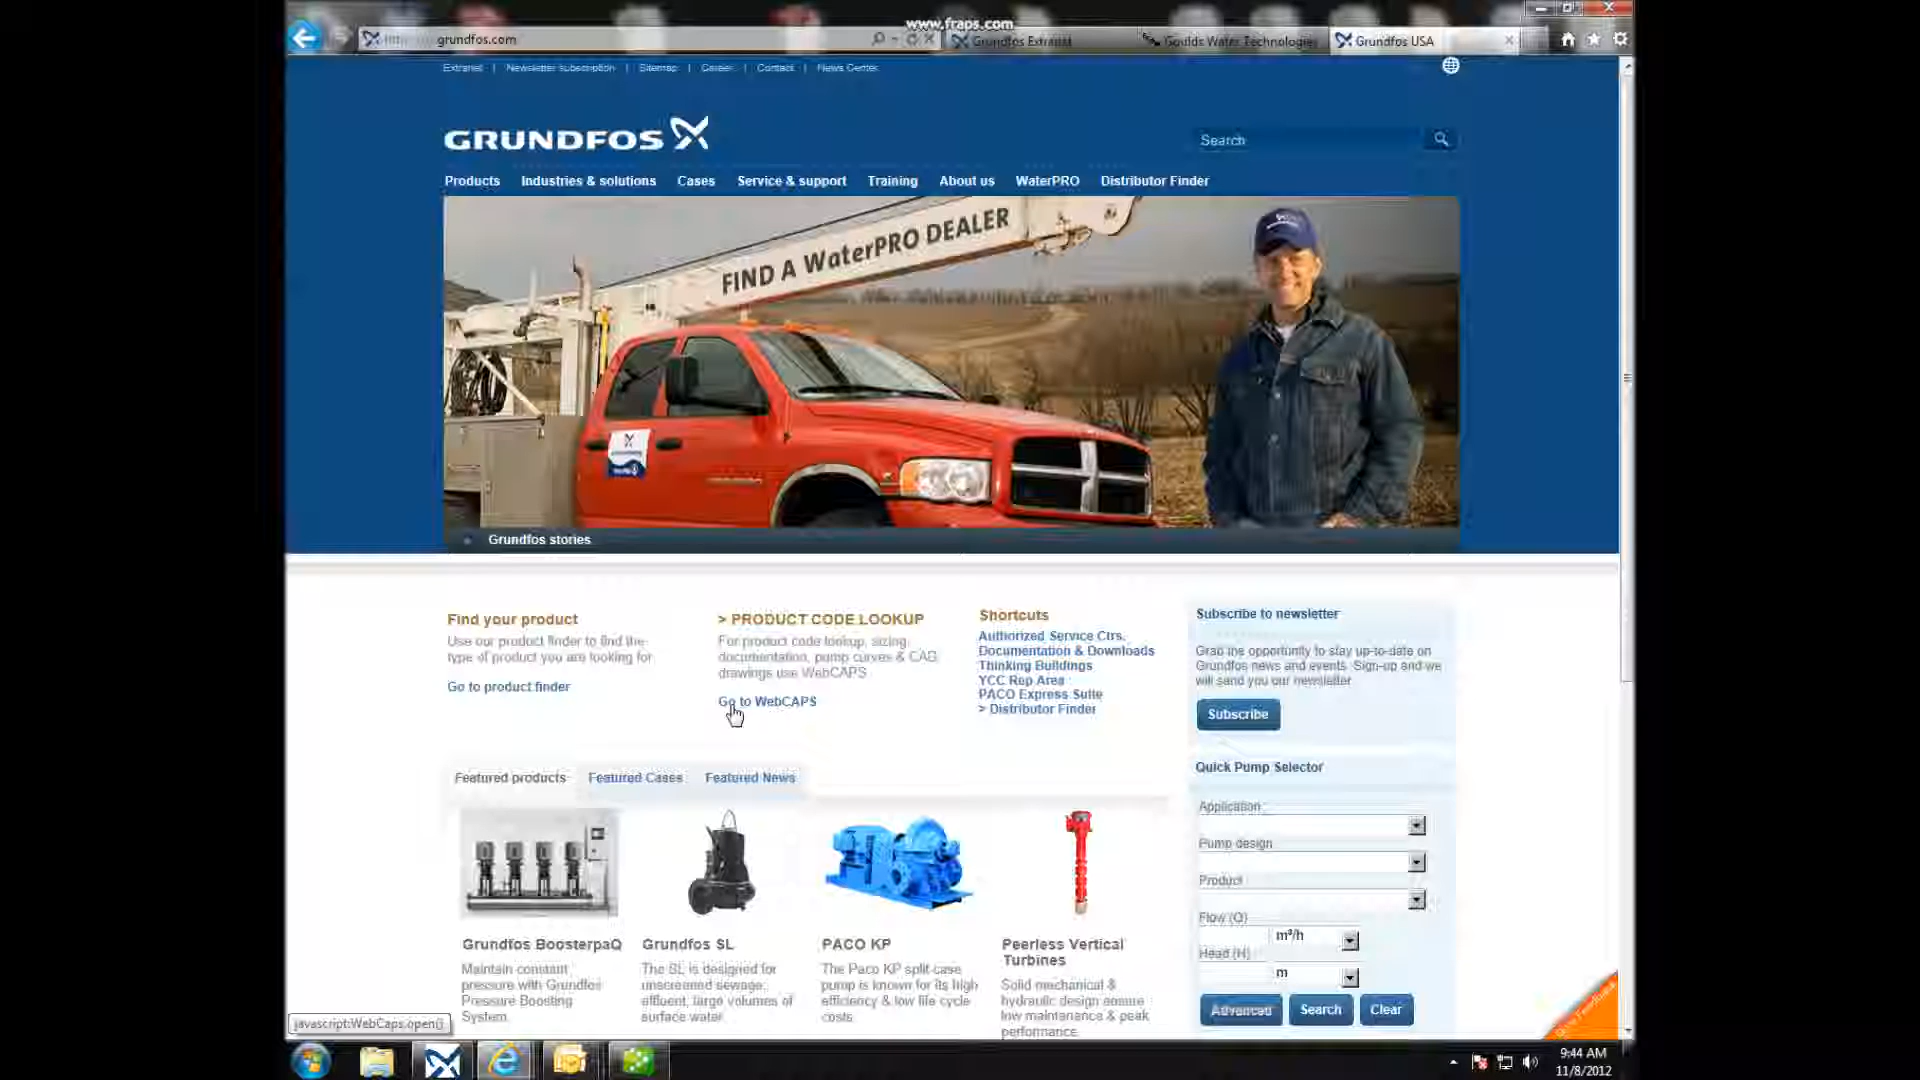 www.fraps.com
grundfos.com
Grundfos Extranet
Goulds Water Technologies
Grundfos USA
Extranet | Newsletter subscription | Sitemap | Career | Contact | News Center
GRUNDFOS
Search
Products Industries & solutions Cases Service & support Training About us WaterPRO Distributor Finder
FIND A WaterPRO DEALER
Grundfos stories
Find your product
Use our product finder to find the
type of product you are looking for
Go to product finder
> PRODUCT CODE LOOKUP
For product code lookup, sizing,
documentation, pump curves & CAD
drawings use WebCAPS
Go to WebCAPS
Shortcuts
Authorized Service Ctrs.
Documentation & Downloads
Thinking Buildings
YCC Rep Area
PACO Express Suite
> Distributor Finder
Subscribe to newsletter
Grab the opportunity to stay up-to-date on
Grundfos news and events. Sign-up and we
will send you our newsletter
Subscribe
Quick Pump Selector
Application
Pump design
Product
Flow (Q)
m³/h
Head (H)
m
Advanced Search Clear
Featured products Featured Cases Featured News
Grundfos BoosterpaQ
Maintain constant
pressure with Grundfos
Pressure Boosting
System
Grundfos SL
The SL is designed for
unscreened sewage,
effluent, large volumes of
surface water
PACO KP
The Paco KP split-case
pump is known for its high
efficiency & low life cycle
costs
Peerless Vertical
Turbines
Solid mechanical &
hydraulic design ensure
low maintenance & peak
performance.
javascript:WebCaps.open()
9:44 AM
11/8/2012